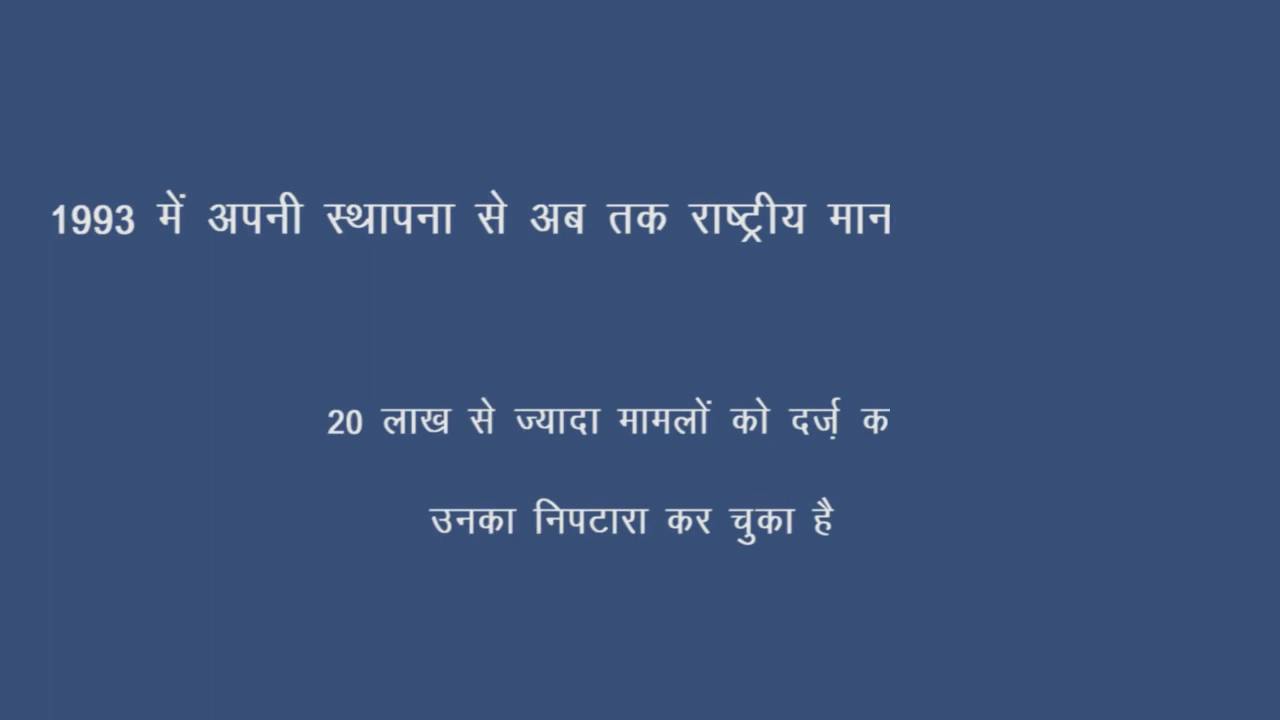 1993 में अपनी स्थापना से अब तक राष्ट्रीय मान
20 लाख से ज्यादा मामलों को दर्ज़ क
उनका निपटारा कर चुका है